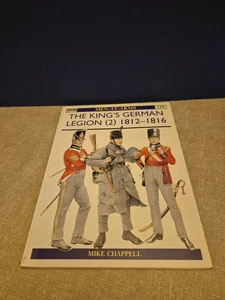 MEN-AT-ARMS
THE KING'S GERMAN
LEGION (2) 1812–1816
MIKE CHAPPELL